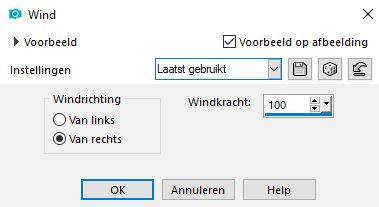 Wind
Voorbeeld
Voorbeeld op afbeelding
Instellingen
Laatst gebruikt
Windrichting
Van links
Van rechts
Windkracht:
100
OK
Annuleren
Help